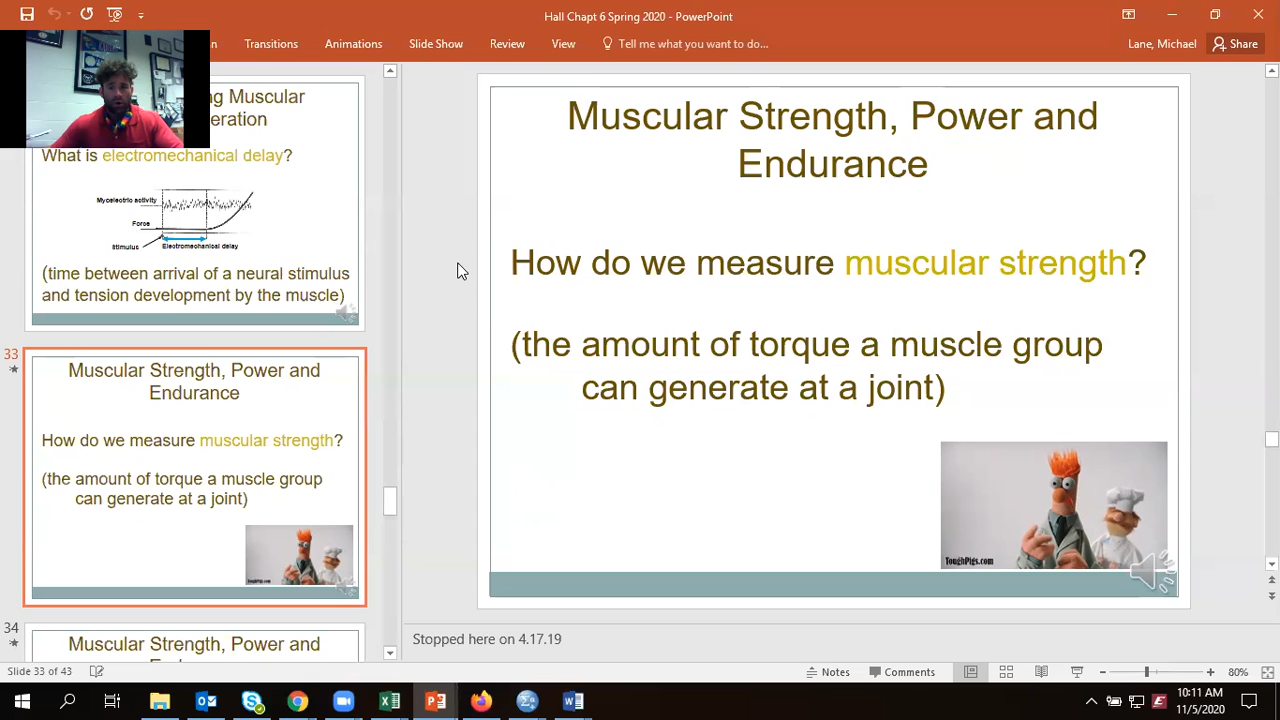 Hall Chapt 6 Spring 2020 - PowerPoint
Transitions Animations Slide Show Review View Tell me what you want to do... Lane, Michael Share
ng Muscular
eration
What is electromechanical delay?
Myoelectric activity
Force
Stimulus
Electromechanical delay
(time between arrival of a neural stimulus
and tension development by the muscle)
33
Muscular Strength, Power and
Endurance
How do we measure muscular strength?
(the amount of torque a muscle group
can generate at a joint)
34
Muscular Strength, Power and
Muscular Strength, Power and
Endurance
How do we measure muscular strength?
(the amount of torque a muscle group
can generate at a joint)
ToughPigs.com
Stopped here on 4.17.19
Slide 33 of 43 Notes Comments 80%
10:11 AM
11/5/2020